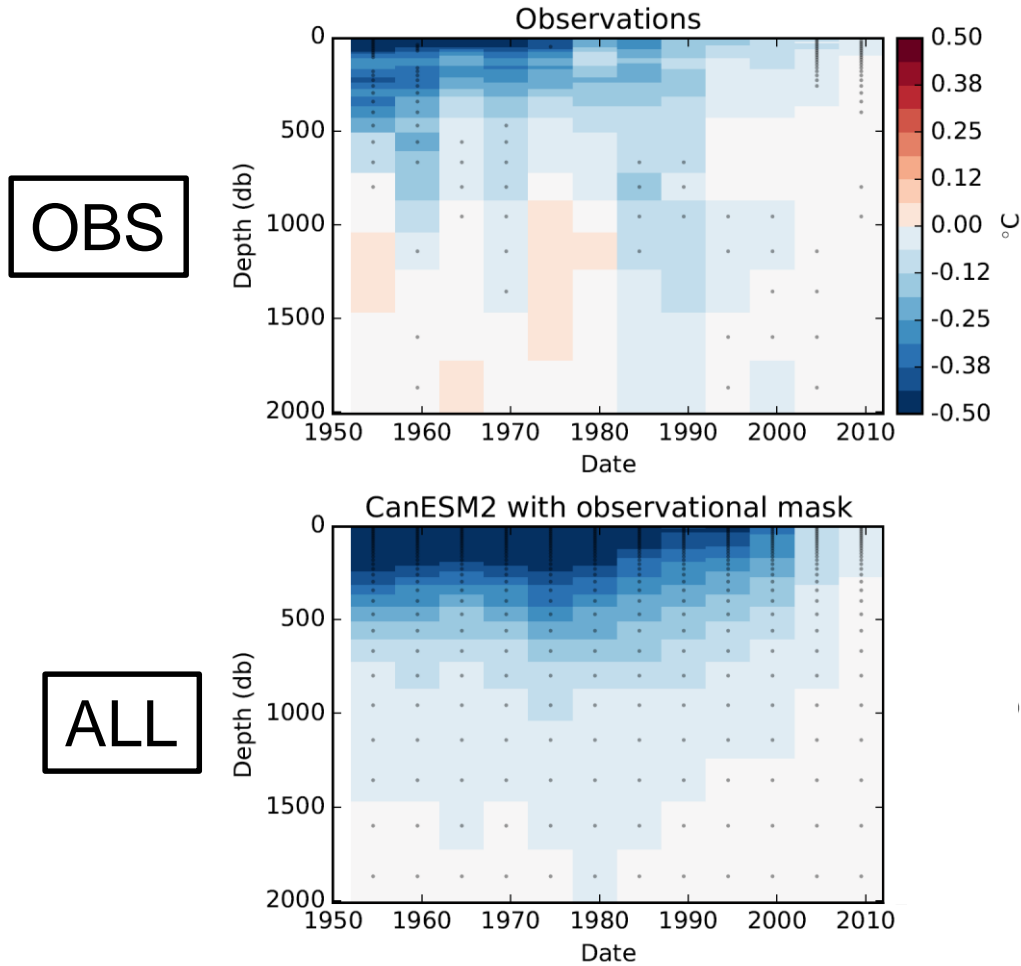 Observations
OBS
Depth (db)
0
500
1000
1500
2000
1950 1960 1970 1980 1990 2000 2010
Date
0.50
0.38
0.25
0.12
0.00
-0.12
-0.25
-0.38
-0.50
°C
CanESM2 with observational mask
ALL
Depth (db)
0
500
1000
1500
2000
1950 1960 1970 1980 1990 2000 2010
Date